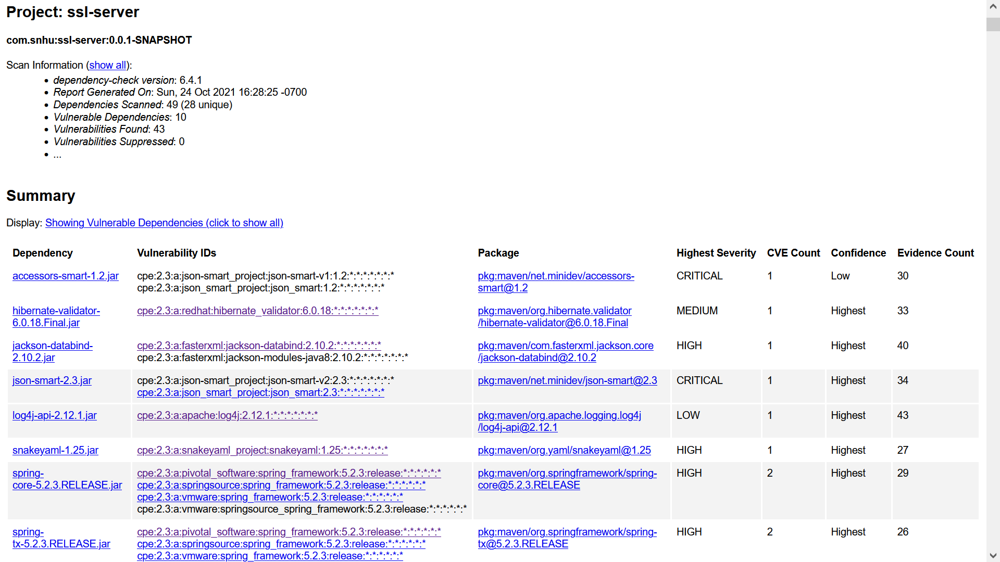 Project: ssl-server
com.snhu:ssl-server:0.0.1-SNAPSHOT
Scan Information (show all):
• dependency-check version: 6.4.1
• Report Generated On: Sun, 24 Oct 2021 16:28:25 -0700
• Dependencies Scanned: 49 (28 unique)
• Vulnerable Dependencies: 10
• Vulnerabilities Found: 43
• Vulnerabilities Suppressed: 0
• ...
Summary
Display: Showing Vulnerable Dependencies (click to show all)
Dependency Vulnerability IDs Package Highest Severity CVE Count Confidence Evidence Count
accessors-smart-1.2.jar cpe:2.3:a:json-smart_project:json-smart-v1:1.2:*:*:*:*:*:*:* pkg:maven/net.minidev/accessors- CRITICAL 1 Low 30
cpe:2.3:a:json_smart_project:json_smart:1.2:*:*:*:*:*:*:* smart@1.2
hibernate-validator- cpe:2.3:a:redhat:hibernate_validator:6.0.18:*:*:*:*:*:*:* pkg:maven/org.hibernate.validator MEDIUM 1 Highest 33
6.0.18.Final.jar /hibernate-validator@6.0.18.Final
jackson-databind- cpe:2.3:a:fasterxml:jackson-databind:2.10.2:*:*:*:*:*:*:* pkg:maven/com.fasterxml.jackson.core HIGH 1 Highest 40
2.10.2.jar cpe:2.3:a:fasterxml:jackson-modules-java8:2.10.2:*:*:*:*:*:*:* /jackson-databind@2.10.2
json-smart-2.3.jar cpe:2.3:a:json-smart_project:json-smart-v2:2.3:*:*:*:*:*:*:* pkg:maven/net.minidev/json-smart@2.3 CRITICAL 1 Highest 34
cpe:2.3:a:json_smart_project:json_smart:2.3:*:*:*:*:*:*:*
log4j-api-2.12.1.jar cpe:2.3:a:apache:log4j:2.12.1:*:*:*:*:*:*:* pkg:maven/org.apache.logging.log4j LOW 1 Highest 43
/log4j-api@2.12.1
snakeyaml-1.25.jar cpe:2.3:a:snakeyaml_project:snakeyaml:1.25:*:*:*:*:*:*:* pkg:maven/org.yaml/snakeyaml@1.25 HIGH 1 Highest 27
spring- cpe:2.3:a:pivotal_software:spring_framework:5.2.3:release:*:*:*:*:*:* pkg:maven/org.springframework/spring- HIGH 2 Highest 29
core-5.2.3.RELEASE.jar cpe:2.3:a:springsource:spring_framework:5.2.3:release:*:*:*:*:*:* core@5.2.3.RELEASE
cpe:2.3:a:vmware:spring_framework:5.2.3:release:*:*:*:*:*:*
cpe:2.3:a:vmware:springsource_spring_framework:5.2.3:release:*:*:*:*:*:*
spring- cpe:2.3:a:pivotal_software:spring_framework:5.2.3:release:*:*:*:*:*:* pkg:maven/org.springframework/spring- HIGH 2 Highest 26
tx-5.2.3.RELEASE.jar cpe:2.3:a:springsource:spring_framework:5.2.3:release:*:*:*:*:*:* tx@5.2.3.RELEASE
cpe:2.3:a:vmware:spring_framework:5.2.3:release:*:*:*:*:*:*